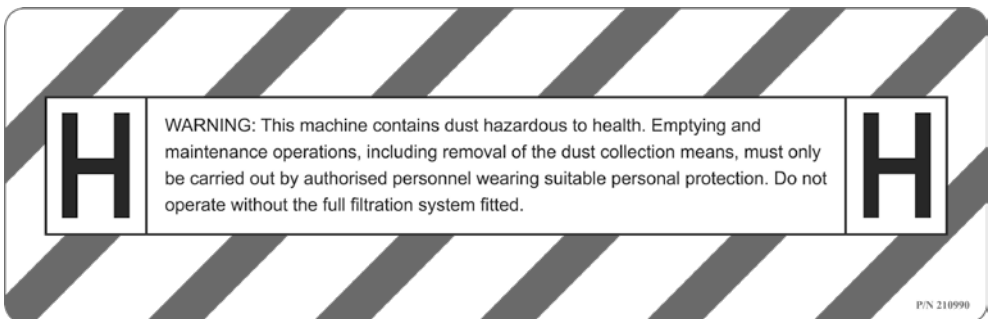 H
WARNING: This machine contains dust hazardous to health. Emptying and
maintenance operations, including removal of the dust collection means, must only
be carried out by authorised personnel wearing suitable personal protection. Do not
operate without the full filtration system fitted.
H
P/N 210990